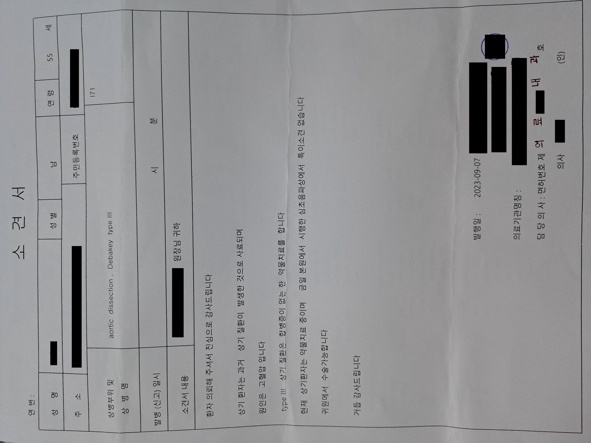 소 견 서
연 번 :
성 명 성 별 남 연 령 55 세
주 소 주민등록번호
상병부위 및
상 병 명 aortic dissection , Debakey type III I71
발병 (신고) 일시 시 분
소견서 내용 원장님 귀하
환자 의뢰해 주셔서 진심으로 감사드립니다
상기 환자는 과거 상기 질환이 발생한 것으로 사료되며
원인은 고혈압 입니다
type III 상기 질환은 합병증이 없는 한 약물치료를 합니다
현재 상기환자는 약물치료 중이며 금일 본원에서 시행한 심초음파상에서 특이소견 없습니다
귀원에서 수술가능합니다
거듭 감사드립니다
발행일 : 2023-09-07
의료기관명칭 :
담 당 의 사 : 면허번호 제 호
의사 (인)